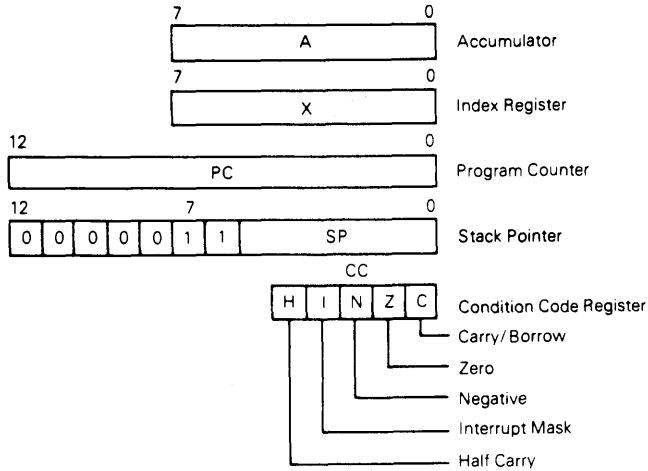 7 0
A Accumulator
7 0
X Index Register
12 0
PC Program Counter
12 7 0
0 0 0 0 0 1 1 SP Stack Pointer
CC
H I N Z C Condition Code Register
Carry/Borrow
Zero
Negative
Interrupt Mask
Half Carry